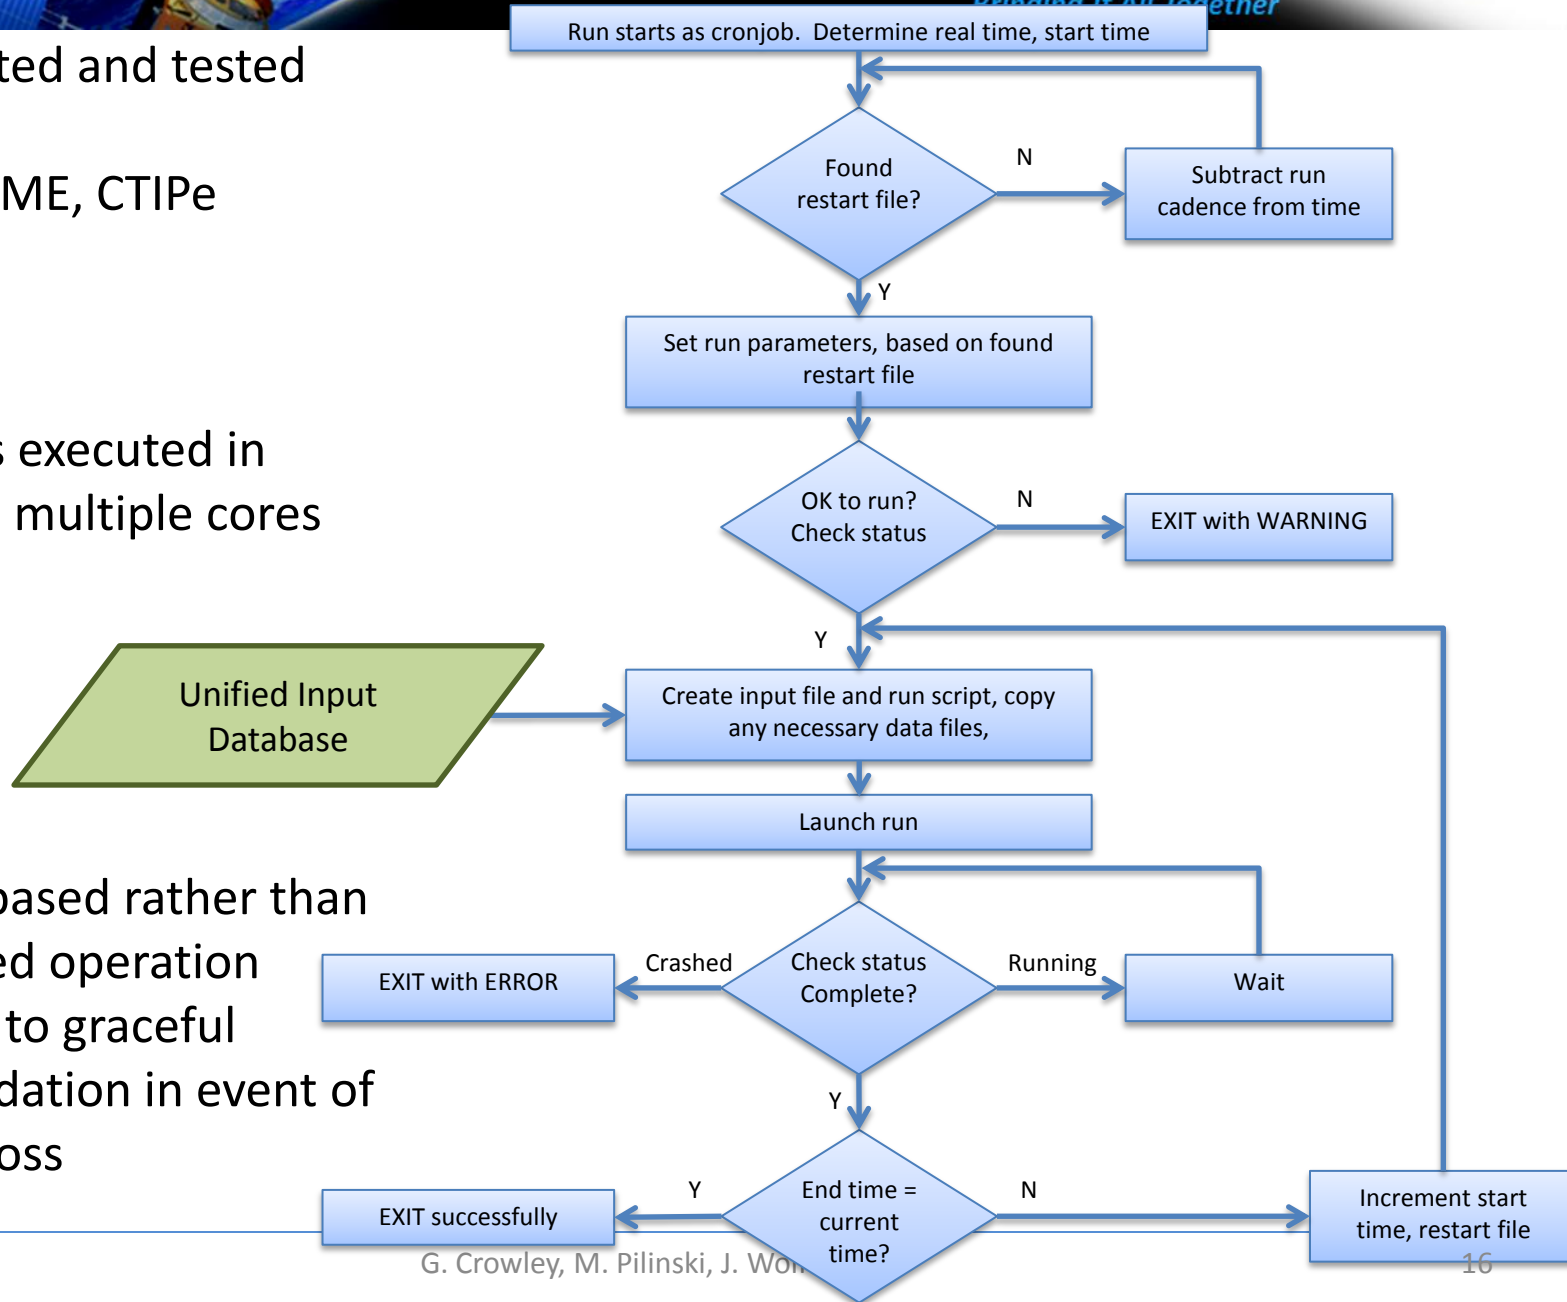 Together
ted and tested
ME, CTIPe
s executed in
multiple cores
based rather than
ed operation
to graceful
dation in event of
oss
Run starts as cronjob. Determine real time, start time
Found
restart file?
N
Subtract run
cadence from time
Y
Set run parameters, based on found
restart file
OK to run?
Check status
N
EXIT with WARNING
Y
Unified Input
Database
Create input file and run script, copy
any necessary data files,
Launch run
Check status
Complete?
Crashed
EXIT with ERROR
Running
Wait
Y
End time =
current
time?
Y
EXIT successfully
N
Increment start
time, restart file
G. Crowley, M. Pilinski, J. Wo
16